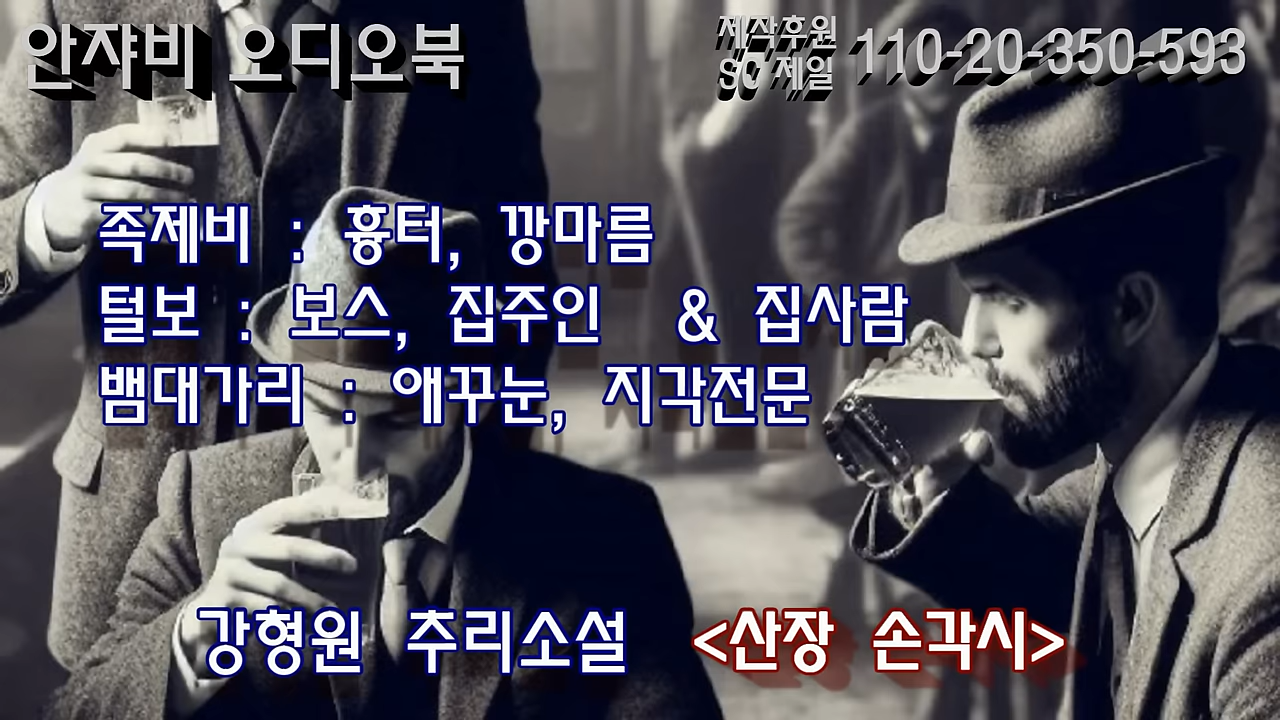 안쟈비 오디오북
제작후원
SC 제일
110-20-350-593
족제비 : 흉터, 깡마름
털보 : 보스, 집주인 & 집사람
뱀대가리 : 애꾸눈, 지각전문
강형원 추리소설 <산장 손각시>